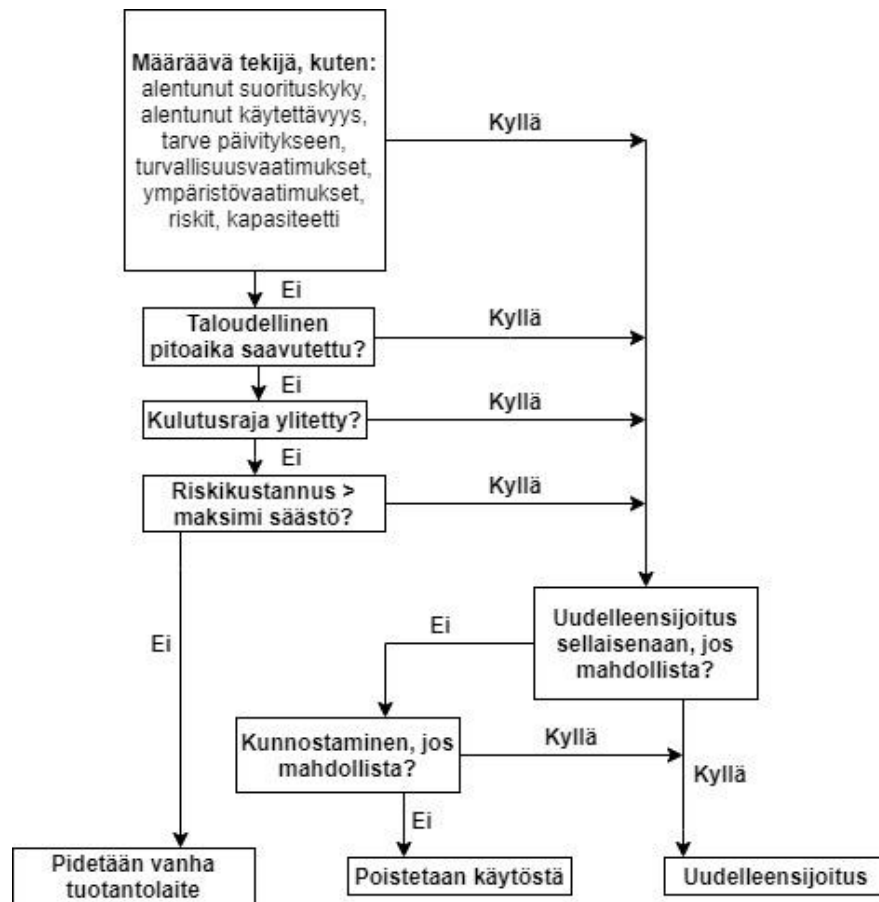 Määräävä tekijä, kuten:
alentunut suorituskyky,
alentunut käytettävyys,
tarve päivitykseen,
turvallisuusvaatimukset,
ympäristövaatimukset,
riskit, kapasiteetti
Kyllä
Ei
Taloudellinen
pitoaika saavutettu?
Kyllä
Ei
Kulutusraja ylitetty?
Kyllä
Ei
Riskikustannus >
maksimi säästö?
Kyllä
Ei
Uudelleensijoitus
sellaisenaan, jos
mahdollista?
Ei
Kunnostaminen, jos
mahdollista?
Kyllä
Kyllä
Ei
Pidetään vanha
tuotantolaite
Poistetaan käytöstä
Uudelleensijoitus